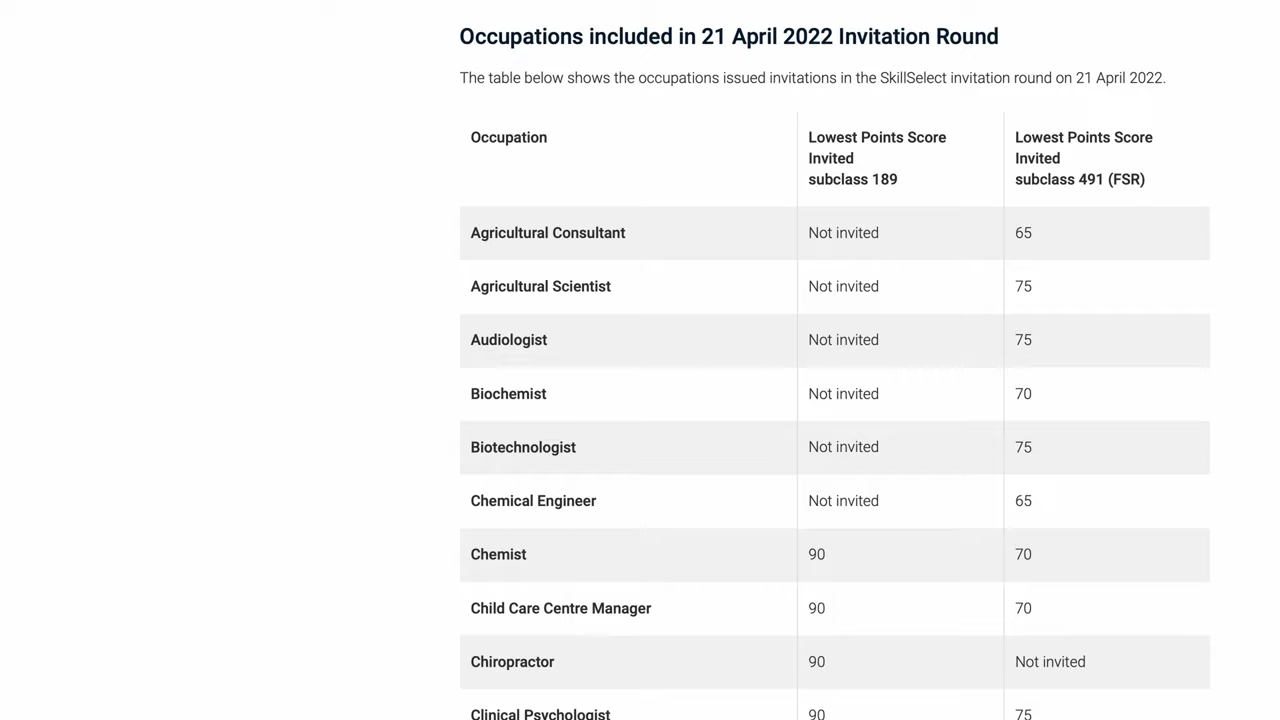 Occupations included in 21 April 2022 Invitation Round
The table below shows the occupations issued invitations in the SkillSelect invitation round on 21 April 2022.
Occupation
Lowest Points Score
Invited
subclass 189
Lowest Points Score
Invited
subclass 491 (FSR)
Agricultural Consultant Not invited 65
Agricultural Scientist Not invited 75
Audiologist Not invited 75
Biochemist Not invited 70
Biotechnologist Not invited 75
Chemical Engineer Not invited 65
Chemist 90 70
Child Care Centre Manager 90 70
Chiropractor 90 Not invited
Clinical Psychologist 90 75